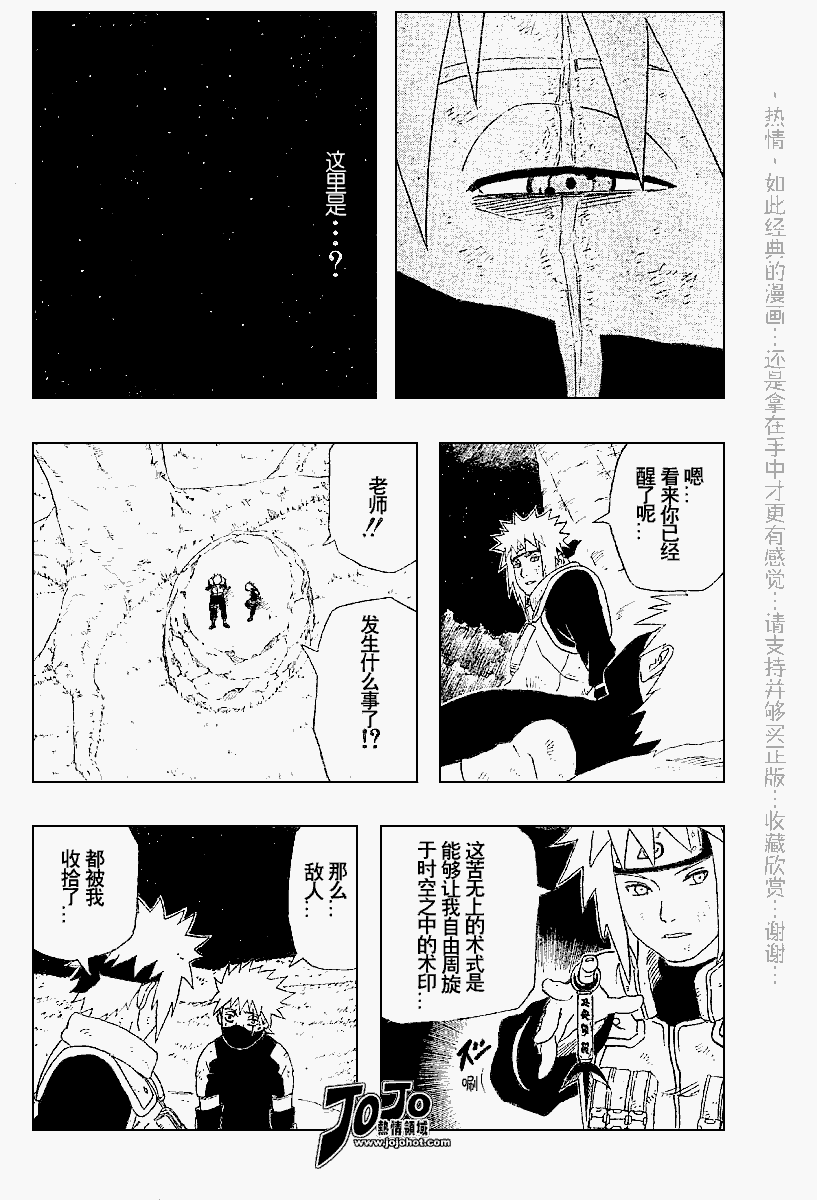 这里是…?
嗯…
看来你已经
醒了呢…
老师!!
发生什么事了!?
这苦无上的术式是
能够让我自由周旋
于时空之中的术印…
ズッ
唰
那么…
敌人…
都被我
收拾了…
JOJO
熱情領域
www.jojohot.com
-热情-如此经典的漫画…还是拿在手中才更有感觉…请支持并够买正版…收藏欣赏…谢谢…